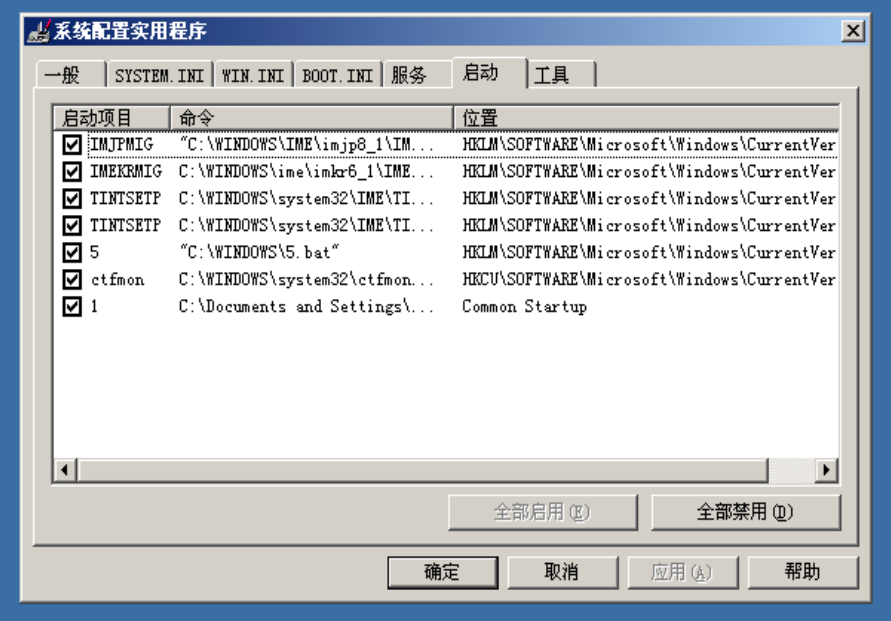 系统配置实用程序
一般 SYSTEM.INI WIN.INI BOOT.INI 服务 启动 工具
启动项目 命令 位置
IMJPMIG "C:\WINDOWS\IME\imjp8_1\IM... HKLM\SOFTWARE\Microsoft\Windows\CurrentVer
IMEKRMIG C:\WINDOWS\ime\imkr6_1\IME... HKLM\SOFTWARE\Microsoft\Windows\CurrentVer
TINTSETP C:\WINDOWS\system32\IME\TI... HKLM\SOFTWARE\Microsoft\Windows\CurrentVer
TINTSETP C:\WINDOWS\system32\IME\TI... HKLM\SOFTWARE\Microsoft\Windows\CurrentVer
5 "C:\WINDOWS\5.bat" HKLM\SOFTWARE\Microsoft\Windows\CurrentVer
ctfmon C:\WINDOWS\system32\ctfmon... HKCU\SOFTWARE\Microsoft\Windows\CurrentVer
1 C:\Documents and Settings\... Common Startup
全部启用(E) 全部禁用(D)
确定 取消 应用(A) 帮助